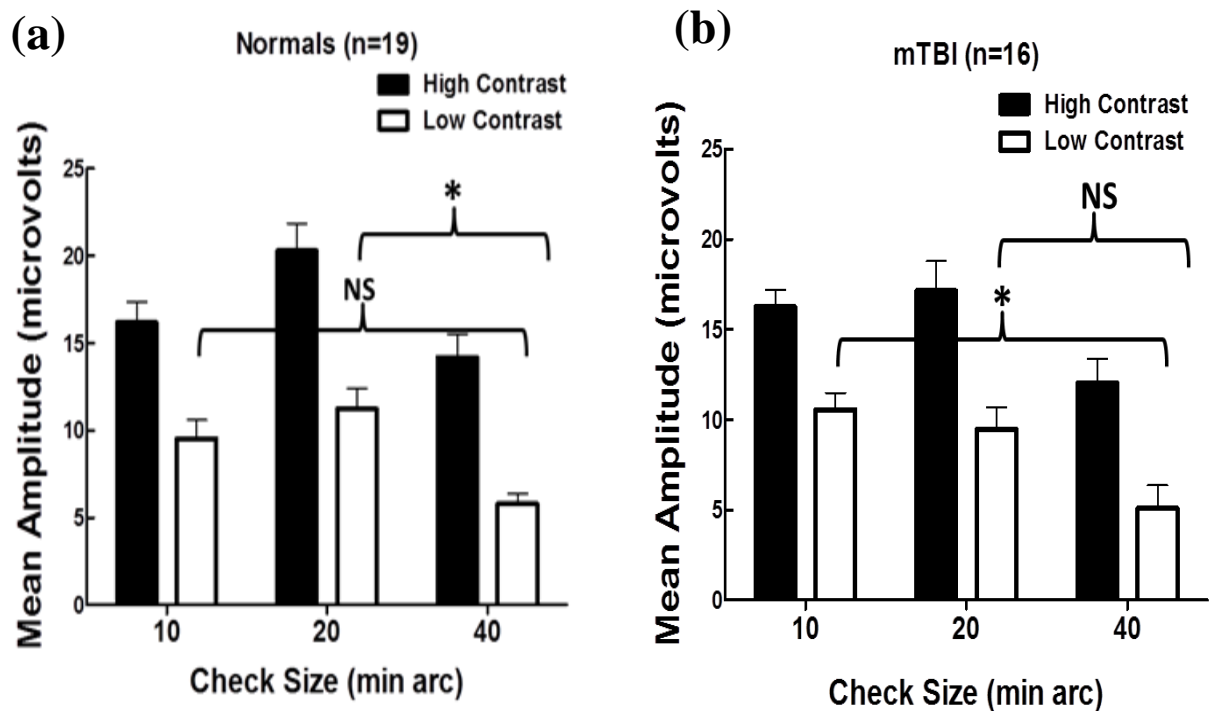 (a)
Normals (n=19)
High Contrast
Low Contrast
Mean Amplitude (microvolts)
25
20
15
10
5
0
*
NS
10 20 40
Check Size (min arc)
(b)
mTBI (n=16)
High Contrast
Low Contrast
Mean Amplitude (microvolts)
25
20
15
10
5
0
NS
*
10 20 40
Check Size (min arc)